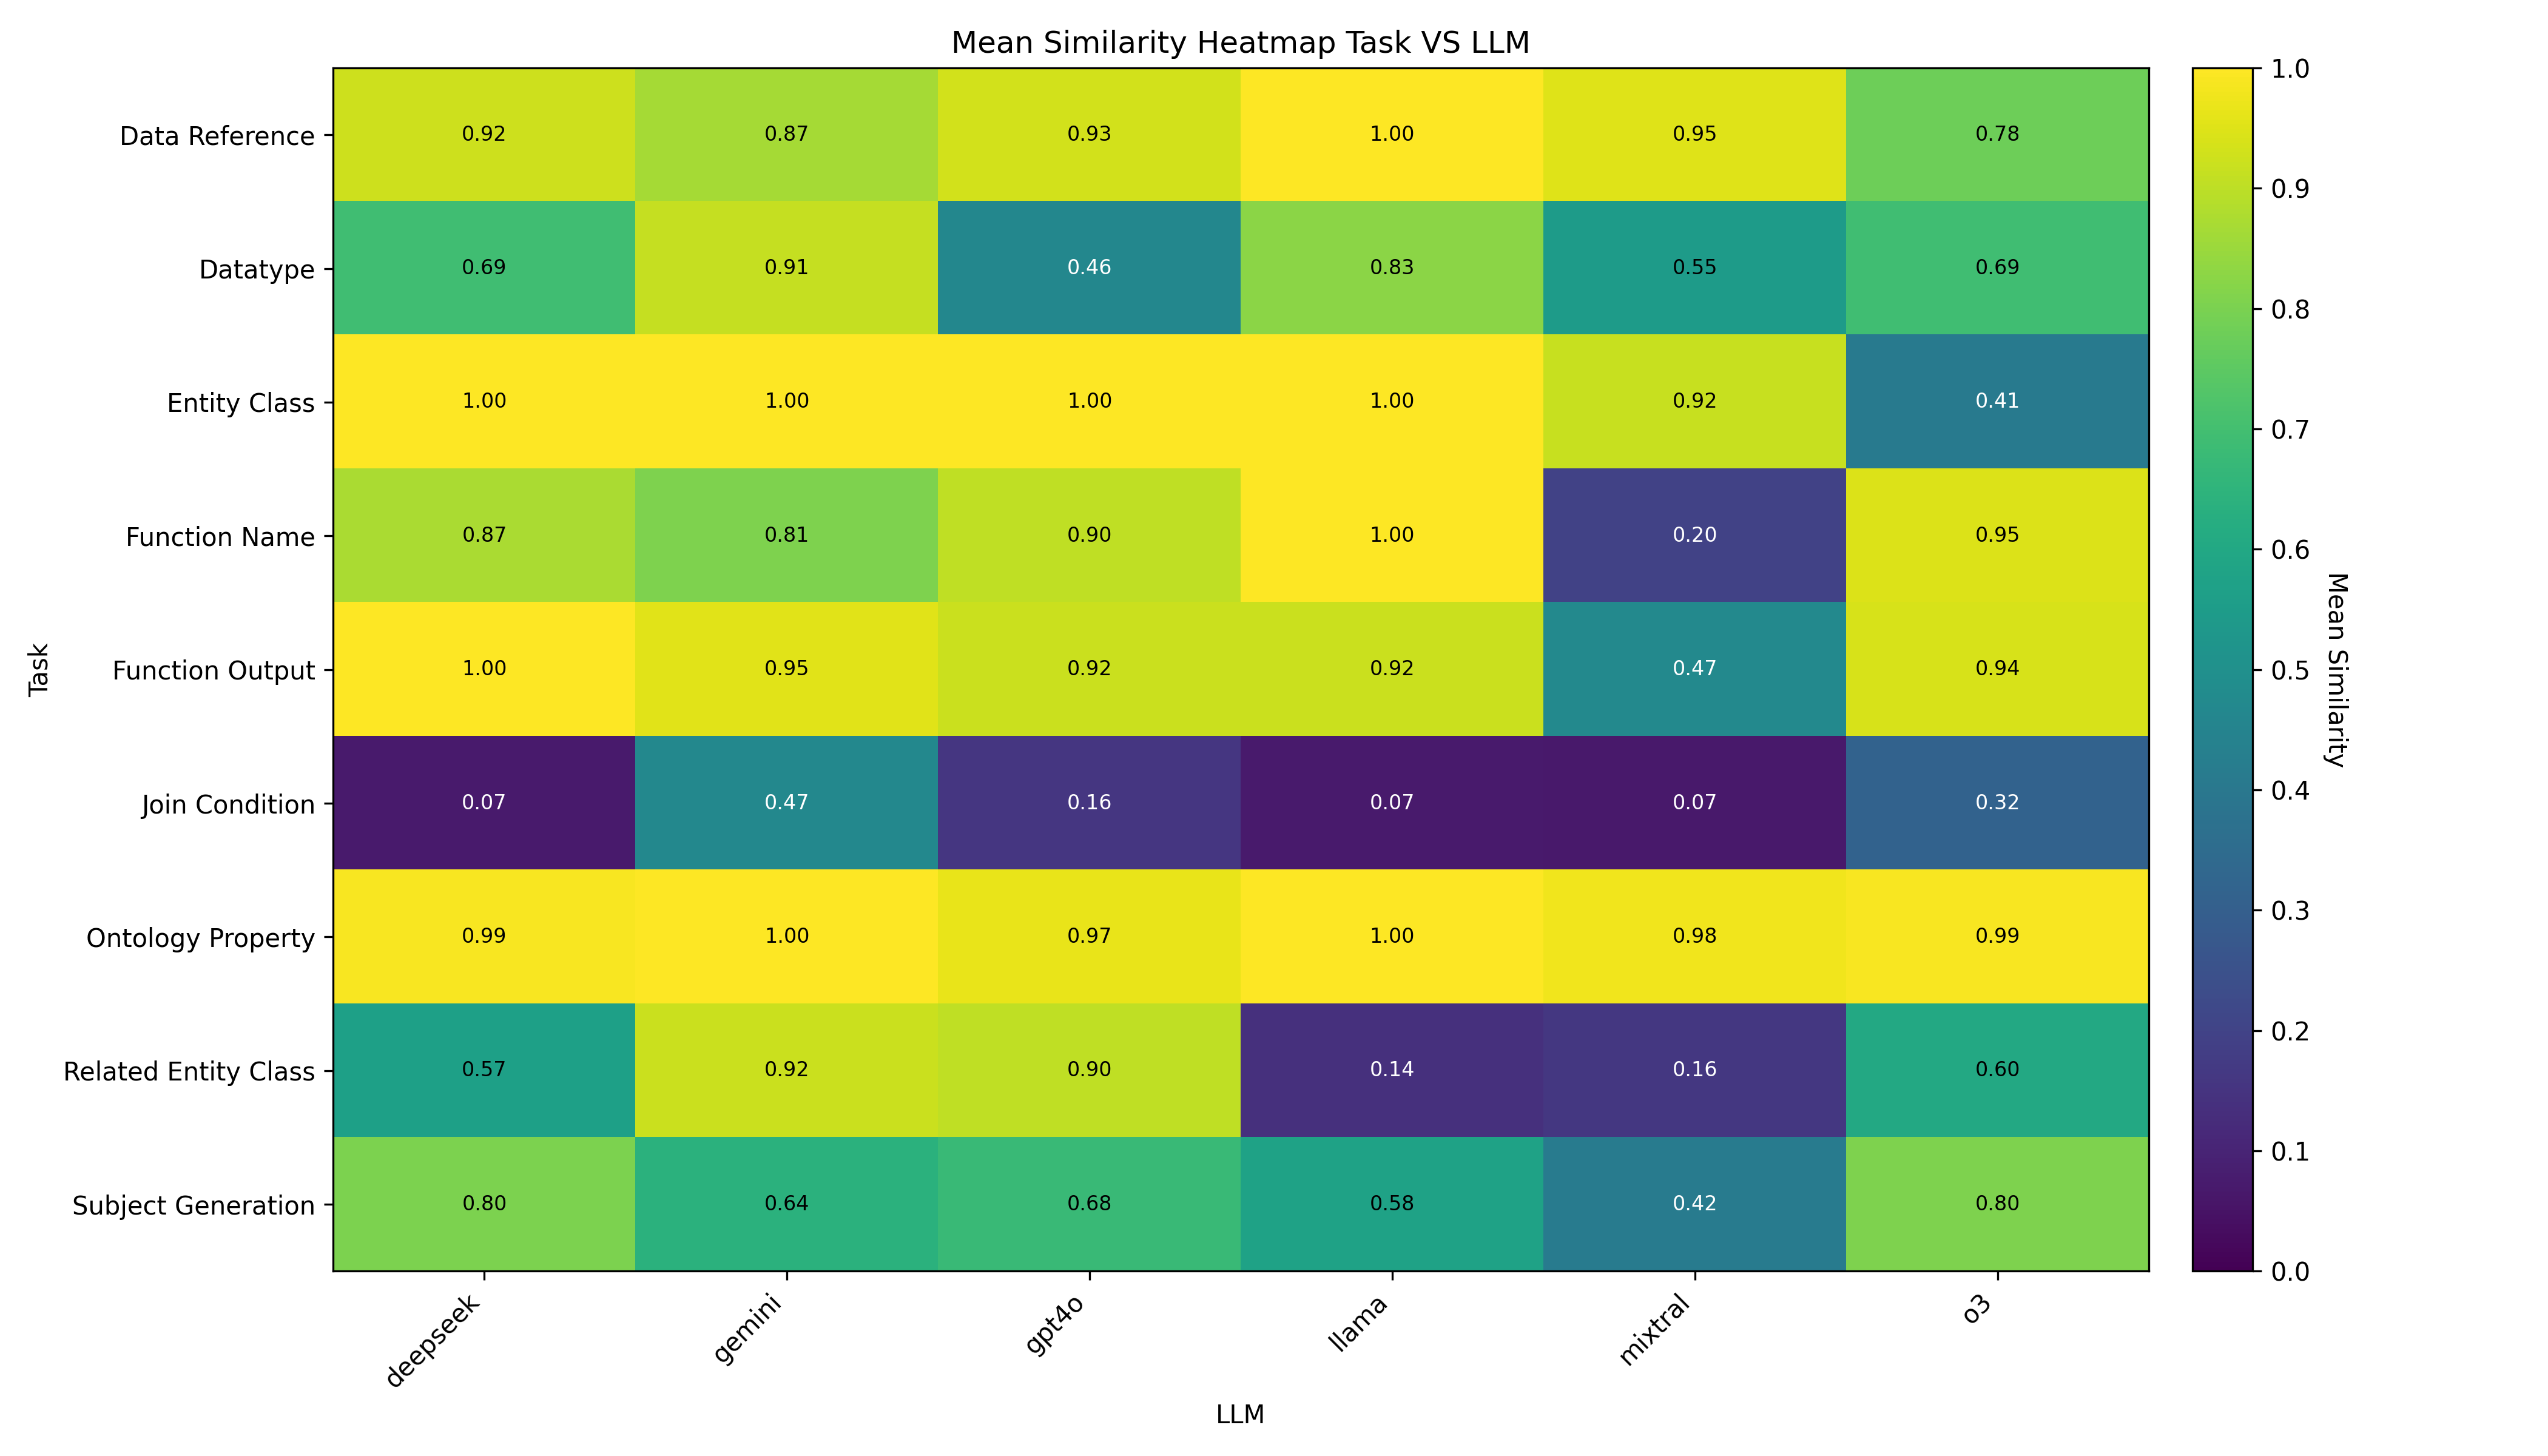 Mean Similarity Heatmap Task VS LLM
Data Reference 0.92 0.87 0.93 1.00 0.95 0.78
Datatype 0.69 0.91 0.46 0.83 0.55 0.69
Entity Class 1.00 1.00 1.00 1.00 0.92 0.41
Function Name 0.87 0.81 0.90 1.00 0.20 0.95
Function Output 1.00 0.95 0.92 0.92 0.47 0.94
Join Condition 0.07 0.47 0.16 0.07 0.07 0.32
Ontology Property 0.99 1.00 0.97 1.00 0.98 0.99
Related Entity Class 0.57 0.92 0.90 0.14 0.16 0.60
Subject Generation 0.80 0.64 0.68 0.58 0.42 0.80
Task
deepseek gemini gpt4o llama mixtral o3
LLM
1.0
0.9
0.8
0.7
0.6
0.5
0.4
0.3
0.2
0.1
0.0
Mean Similarity